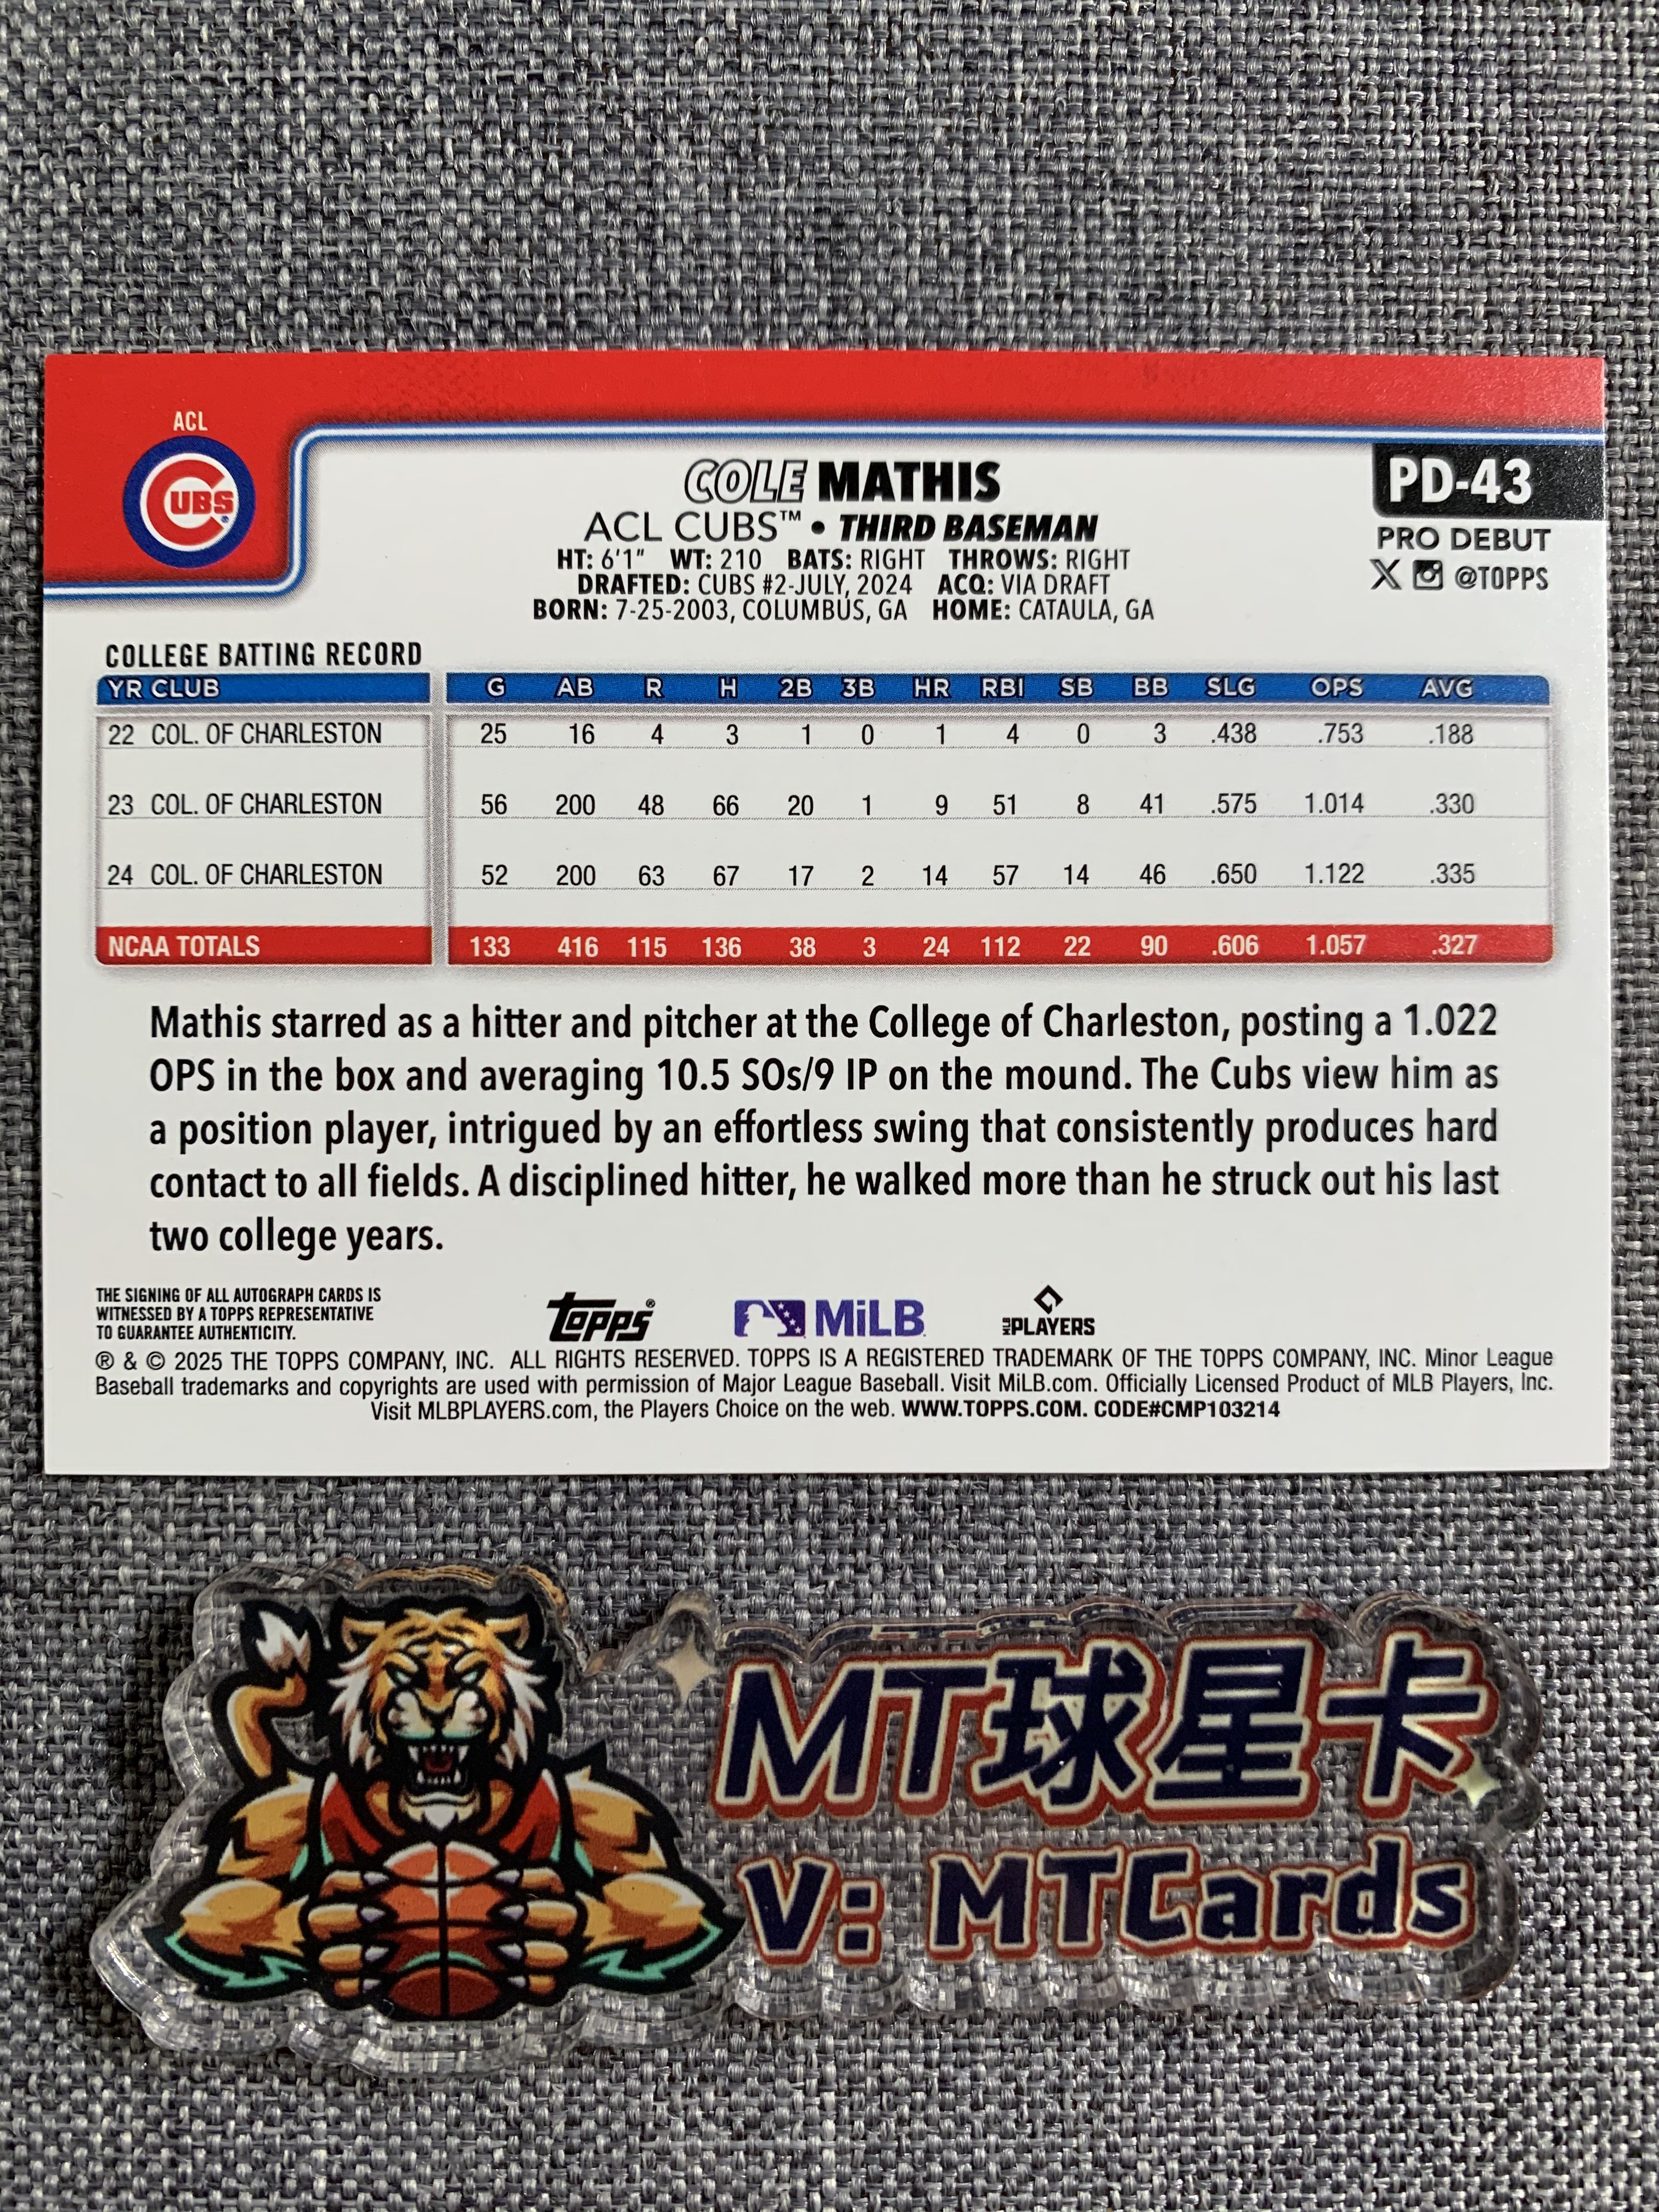 ACL
CUBS
COLE MATHIS
PD-43
ACL CUBS™ • THIRD BASEMAN
PRO DEBUT
HT: 6'1" WT: 210 BATS: RIGHT THROWS: RIGHT
X @TOPPS
DRAFTED: CUBS #2-JULY, 2024 ACQ: VIA DRAFT
BORN: 7-25-2003, COLUMBUS, GA HOME: CATAULA, GA
COLLEGE BATTING RECORD
YR CLUB G AB R H 2B 3B HR RBI SB BB SLG OPS AVG
22 COL. OF CHARLESTON 25 16 4 3 1 0 1 4 0 3 .438 .753 .188
23 COL. OF CHARLESTON 56 200 48 66 20 1 9 51 8 41 .575 1.014 .330
24 COL. OF CHARLESTON 52 200 63 67 17 2 14 57 14 46 .650 1.122 .335
NCAA TOTALS 133 416 115 136 38 3 24 112 22 90 .606 1.057 .327
Mathis starred as a hitter and pitcher at the College of Charleston, posting a 1.022
OPS in the box and averaging 10.5 SOs/9 IP on the mound. The Cubs view him as
a position player, intrigued by an effortless swing that consistently produces hard
contact to all fields. A disciplined hitter, he walked more than he struck out his last
two college years.
THE SIGNING OF ALL AUTOGRAPH CARDS IS
WITNESSED BY A TOPPS REPRESENTATIVE
TO GUARANTEE AUTHENTICITY.
Topps® MiLB MLB PLAYERS
® & © 2025 THE TOPPS COMPANY, INC. ALL RIGHTS RESERVED. TOPPS IS A REGISTERED TRADEMARK OF THE TOPPS COMPANY, INC. Minor League
Baseball trademarks and copyrights are used with permission of Major League Baseball. Visit MiLB.com. Officially Licensed Product of MLB Players, Inc.
Visit MLBPLAYERS.com, the Players Choice on the web. WWW.TOPPS.COM. CODE#CMP103214
MT球星卡
V: MTCards